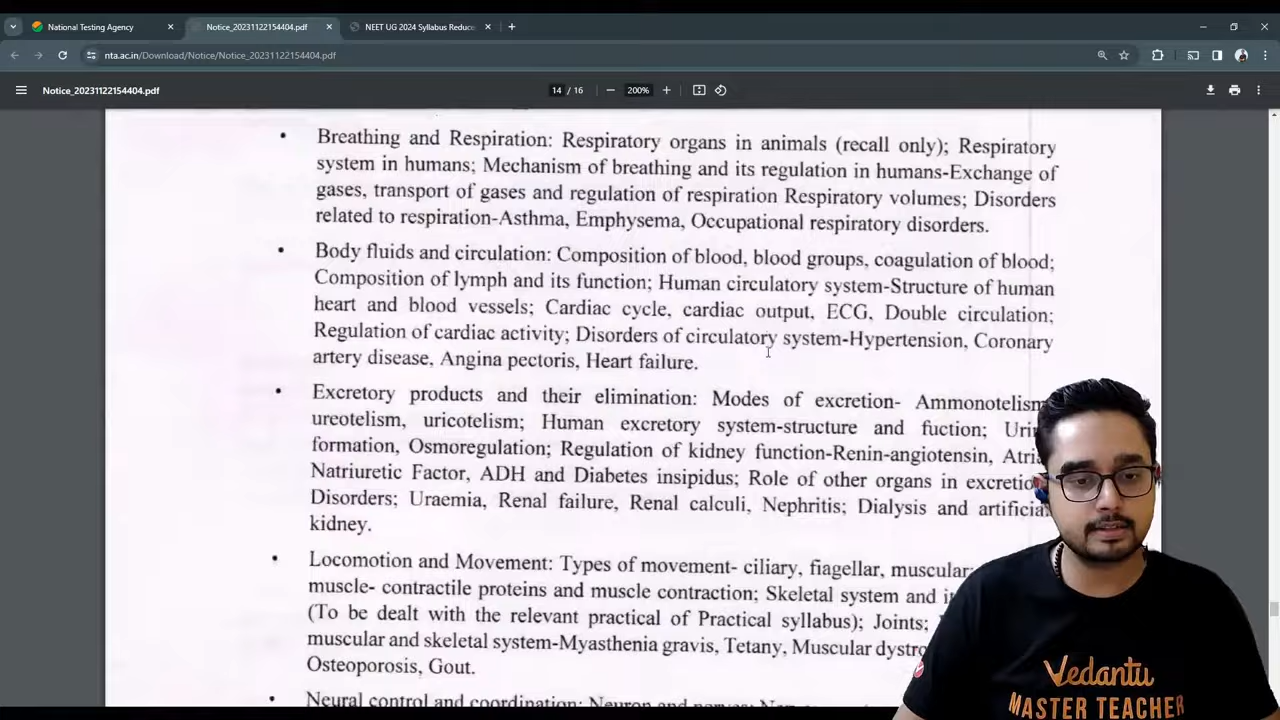 National Testing Agency
Notice_20231122154404.pdf
NEET UG 2024 Syllabus Reduce
nta.ac.in/Download/Notice/Notice_20231122154404.pdf
Notice_20231122154404.pdf
14 / 16
200%
• Breathing and Respiration: Respiratory organs in animals (recall only); Respiratory
system in humans; Mechanism of breathing and its regulation in humans-Exchange of
gases, transport of gases and regulation of respiration Respiratory volumes; Disorders
related to respiration-Asthma, Emphysema, Occupational respiratory disorders.
• Body fluids and circulation: Composition of blood, blood groups, coagulation of blood;
Composition of lymph and its function; Human circulatory system-Structure of human
heart and blood vessels; Cardiac cycle, cardiac output, ECG, Double circulation;
Regulation of cardiac activity; Disorders of circulatory system-Hypertension, Coronary
artery disease, Angina pectoris, Heart failure.
• Excretory products and their elimination: Modes of excretion- Ammonotelism
ureotelism, uricotelism; Human excretory system-structure and fuction; Uri
formation, Osmoregulation; Regulation of kidney function-Renin-angiotensin, Atri
Natriuretic Factor, ADH and Diabetes insipidus; Role of other organs in excretio
Disorders; Uraemia, Renal failure, Renal calculi, Nephritis; Dialysis and artificia
kidney.
• Locomotion and Movement: Types of movement- ciliary, fiagellar, muscular;
muscle- contractile proteins and muscle contraction; Skeletal system and i
(To be dealt with the relevant practical of Practical syllabus); Joints;
muscular and skeletal system-Myasthenia gravis, Tetany, Muscular dystro
Osteoporosis, Gout.
• Neural control and coordination: Neuron and nerves;
Vedantu
MASTER TEACHER